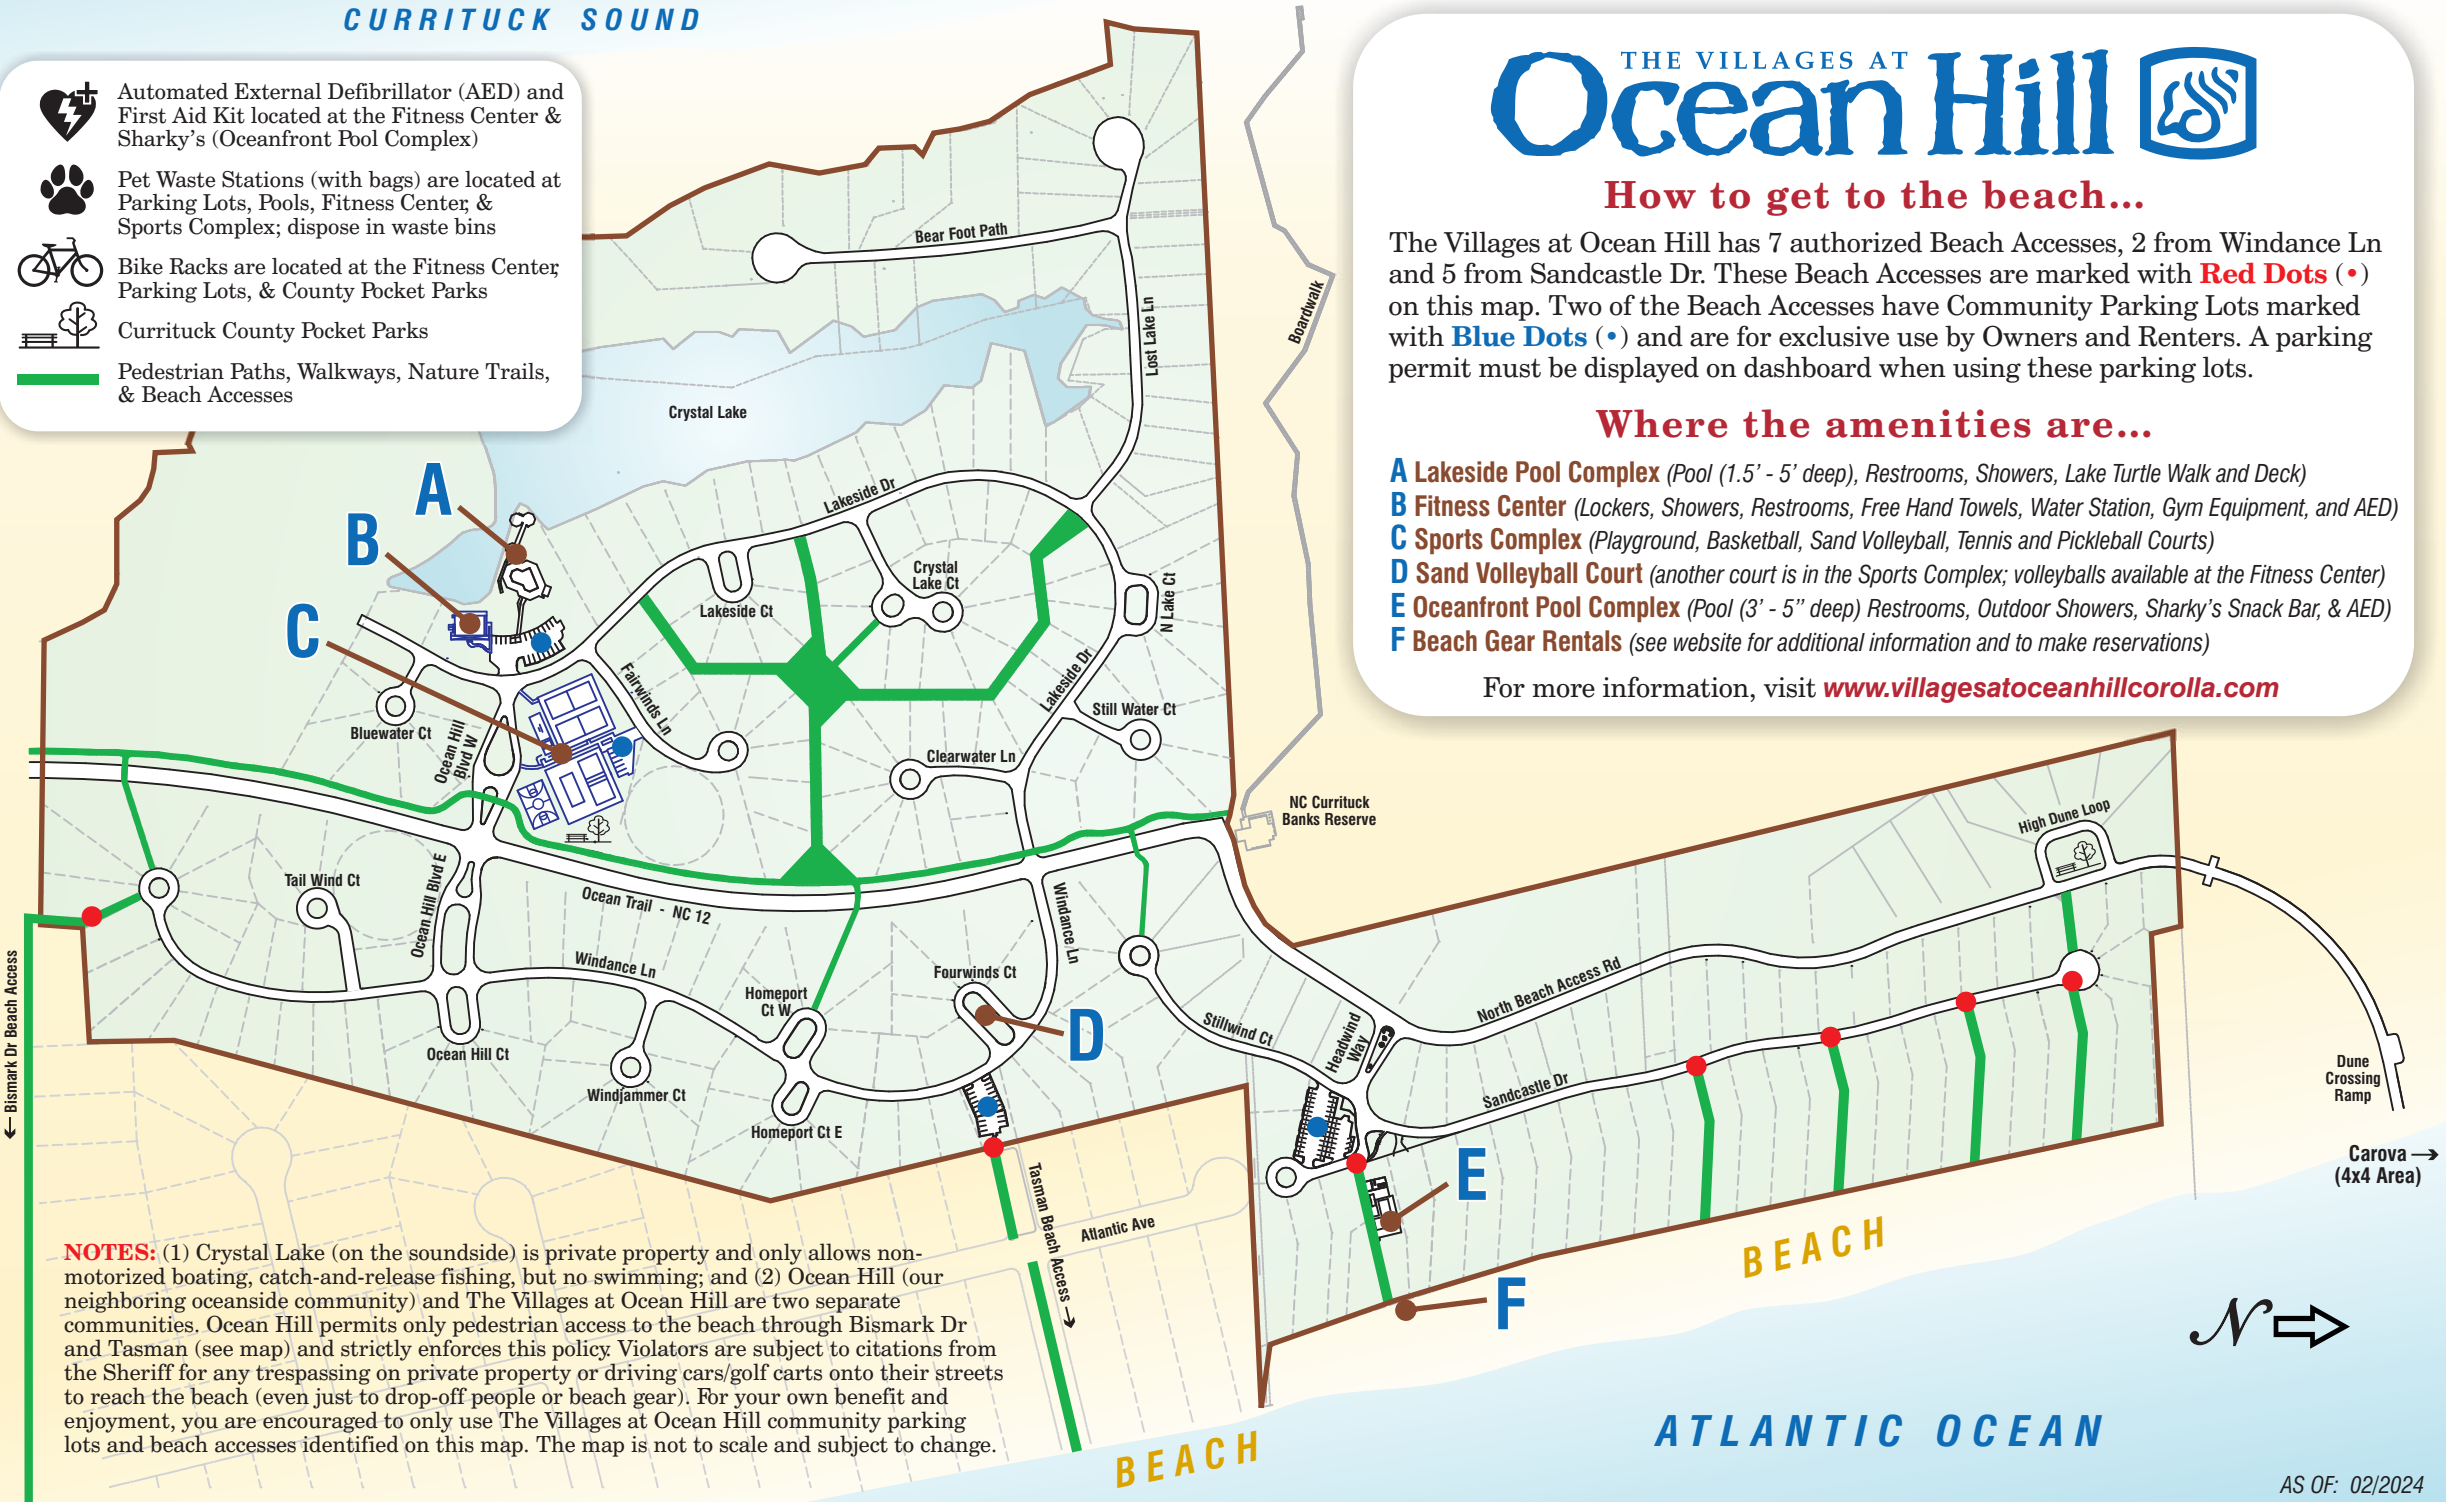 CURRITUCK SOUND
Automated External Defibrillator (AED) and
First Aid Kit located at the Fitness Center &
Sharky's (Oceanfront Pool Complex)
Pet Waste Stations (with bags) are located at
Parking Lots, Pools, Fitness Center, &
Sports Complex; dispose in waste bins
Bike Racks are located at the Fitness Center,
Parking Lots, & County Pocket Parks
Currituck County Pocket Parks
Pedestrian Paths, Walkways, Nature Trails,
& Beach Accesses
THE VILLAGES AT
Ocean Hill
How to get to the beach...
The Villages at Ocean Hill has 7 authorized Beach Accesses, 2 from Windance Ln
and 5 from Sandcastle Dr. These Beach Accesses are marked with Red Dots (•)
on this map. Two of the Beach Accesses have Community Parking Lots marked
with Blue Dots (•) and are for exclusive use by Owners and Renters. A parking
permit must be displayed on dashboard when using these parking lots.
Where the amenities are...
A Lakeside Pool Complex (Pool (1.5' - 5' deep), Restrooms, Showers, Lake Turtle Walk and Deck)
B Fitness Center (Lockers, Showers, Restrooms, Free Hand Towels, Water Station, Gym Equipment, and AED)
C Sports Complex (Playground, Basketball, Sand Volleyball, Tennis and Pickleball Courts)
D Sand Volleyball Court (another court is in the Sports Complex; volleyballs available at the Fitness Center)
E Oceanfront Pool Complex (Pool (3' - 5'' deep) Restrooms, Outdoor Showers, Sharky's Snack Bar, & AED)
F Beach Gear Rentals (see website for additional information and to make reservations)
For more information, visit www.villagesatoceanhillcorolla.com
Bear Foot Path
Lost Lake Ln
Boardwalk
Crystal Lake
A
B
C
Lakeside Dr
Crystal
Lake Ct
Lakeside Ct
N Lake Ct
Fairwinds Ln
Lakeside Dr
Still Water Ct
Bluewater Ct
Ocean Hill
Blvd W
Clearwater Ln
NC Currituck
Banks Reserve
High Dune Loop
Tail Wind Ct
Ocean Hill Blvd E
Ocean Trail - NC 12
Windance Ln
Windance Ln
Fourwinds Ct
Homeport
Ct W
D
Ocean Hill Ct
Windjammer Ct
Homeport Ct E
Stillwind Ct
Headwind
Way
North Beach Access Rd
Sandcastle Dr
Dune
Crossing
Ramp
Carova →
(4x4 Area)
← Bismark Dr Beach Access
Tasman Beach Access →
Atlantic Ave
E
F
BEACH
BEACH
N
ATLANTIC OCEAN
NOTES: (1) Crystal Lake (on the soundside) is private property and only allows non-
motorized boating, catch-and-release fishing, but no swimming; and (2) Ocean Hill (our
neighboring oceanside community) and The Villages at Ocean Hill are two separate
communities. Ocean Hill permits only pedestrian access to the beach through Bismark Dr
and Tasman (see map) and strictly enforces this policy. Violators are subject to citations from
the Sheriff for any trespassing on private property or driving cars/golf carts onto their streets
to reach the beach (even just to drop-off people or beach gear). For your own benefit and
enjoyment, you are encouraged to only use The Villages at Ocean Hill community parking
lots and beach accesses identified on this map. The map is not to scale and subject to change.
AS OF: 02/2024